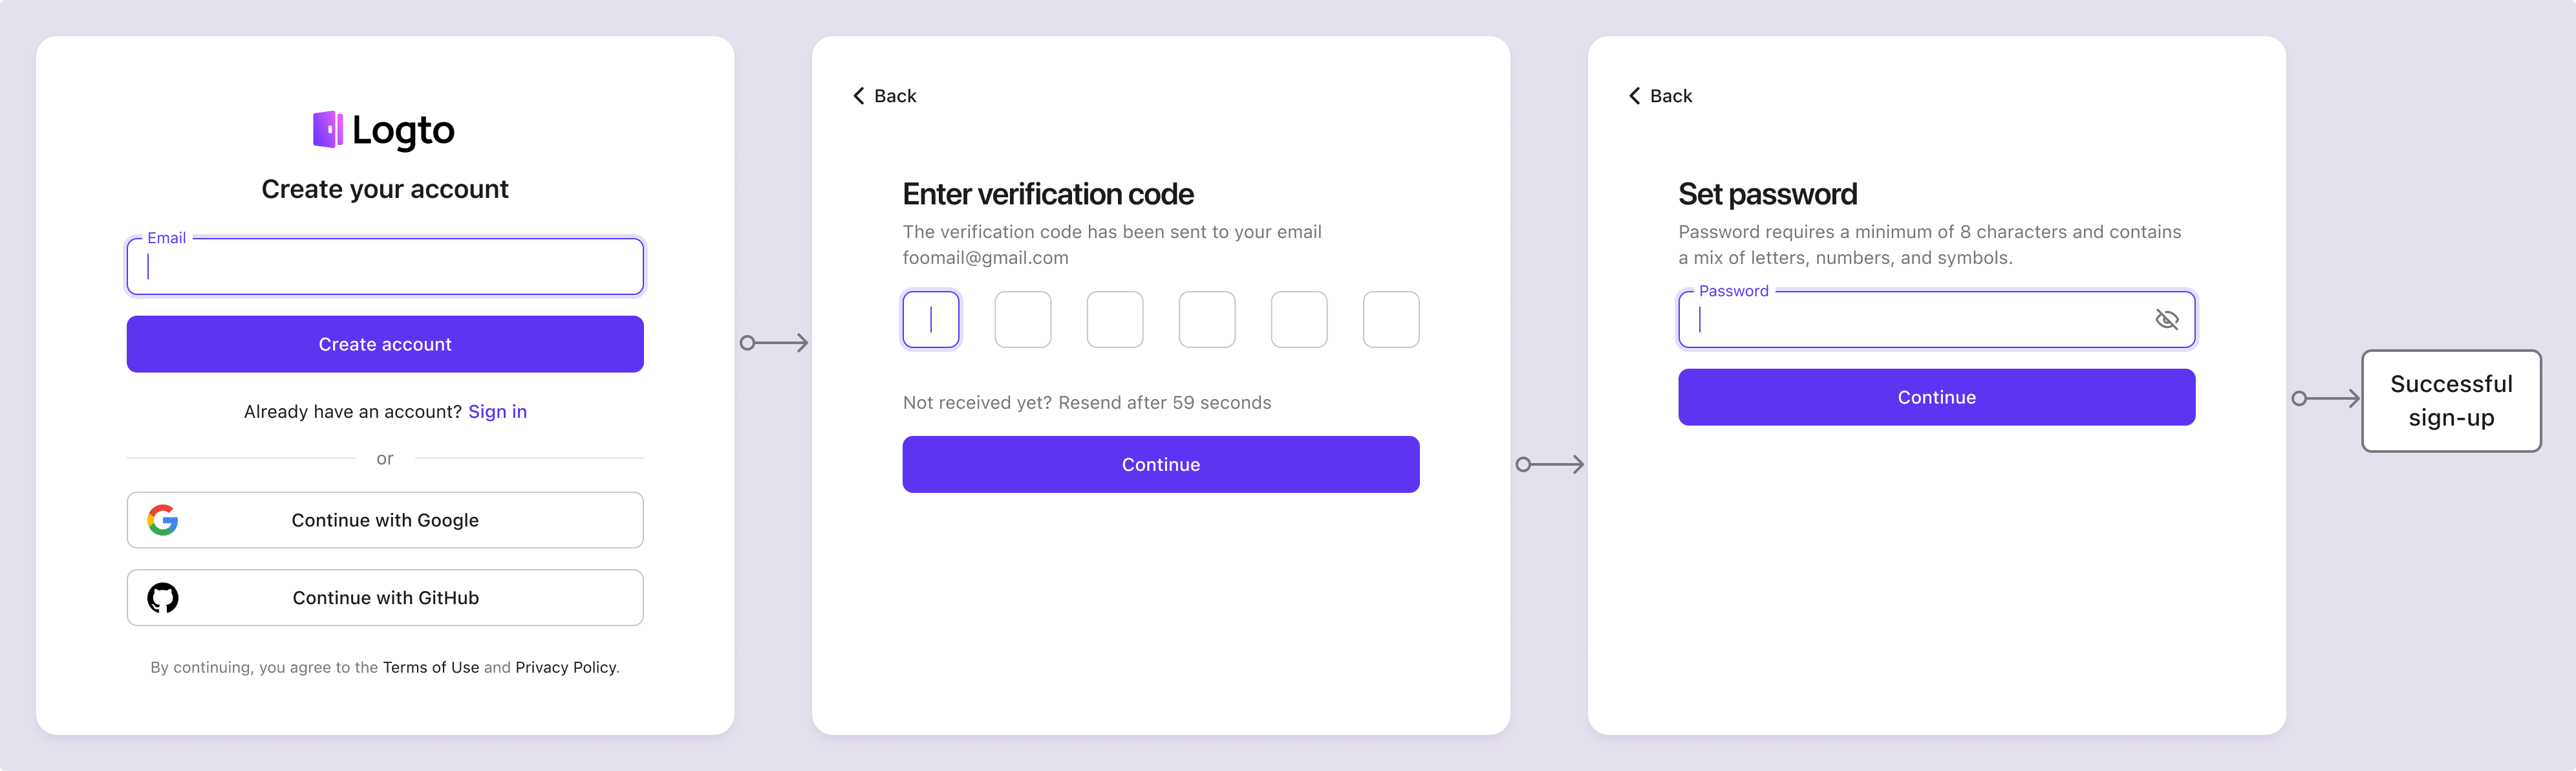 Logto
Create your account
Email
Create account
Already have an account? Sign in
or
Continue with Google
Continue with GitHub
By continuing, you agree to the Terms of Use and Privacy Policy.
Back
Enter verification code
The verification code has been sent to your email
foomail@gmail.com
Not received yet? Resend after 59 seconds
Continue
Back
Set password
Password requires a minimum of 8 characters and contains
a mix of letters, numbers, and symbols.
Password
Continue
Successful
sign-up